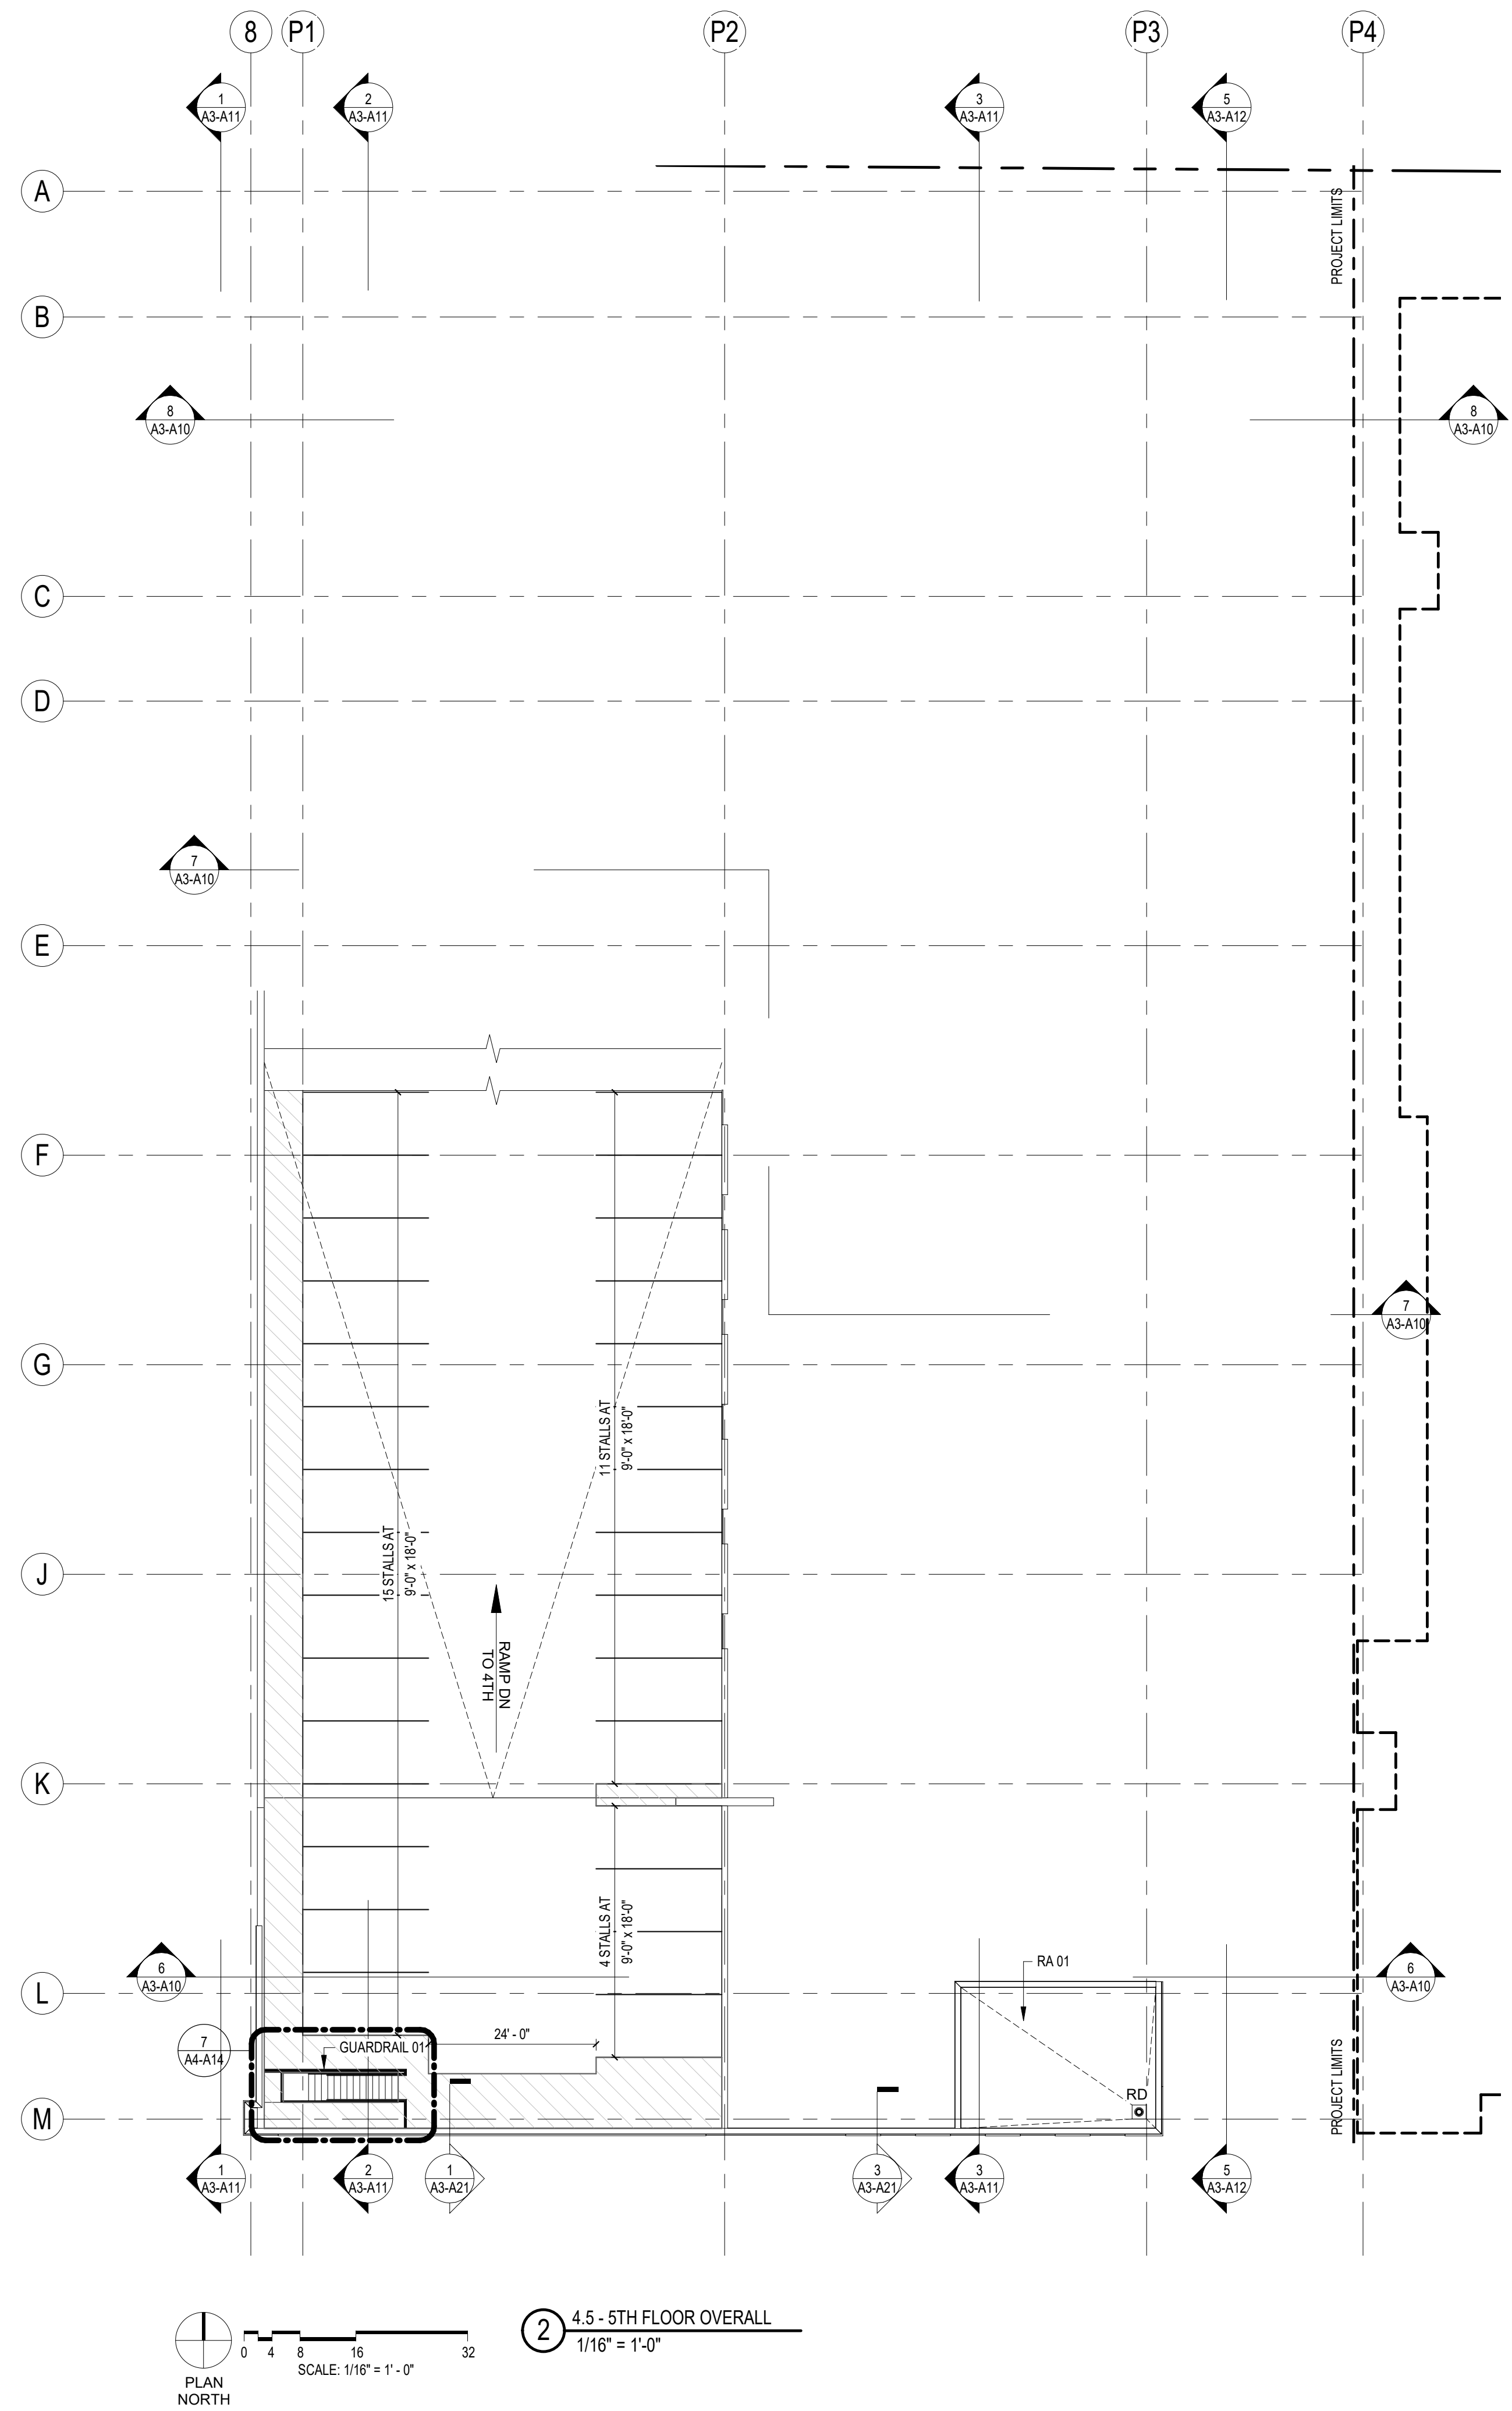 8
P1
P2
P3
P4
1
A3-A11
2
A3-A11
3
A3-A11
5
A3-A12
A
PROJECT LIMITS
B
8
A3-A10
8
A3-A10
C
D
7
A3-A10
E
F
7
A3-A10
G
11 STALLS AT
9'-0" x 18'-0"
15 STALLS AT
9'-0" x 18'-0"
J
RAMP DN
TO 4TH
K
4 STALLS AT
9'-0" x 18'-0"
6
A3-A10
RA 01
6
A3-A10
L
24' - 0"
7
A4-A14
GUARDRAIL 01
PROJECT LIMITS
RD
M
1
A3-A11
2
A3-A11
1
A3-A21
3
A3-A21
3
A3-A11
5
A3-A12
2
4.5 - 5TH FLOOR OVERALL
1/16" = 1'-0"
0 4 8 16 32
SCALE: 1/16" = 1' - 0"
PLAN
NORTH